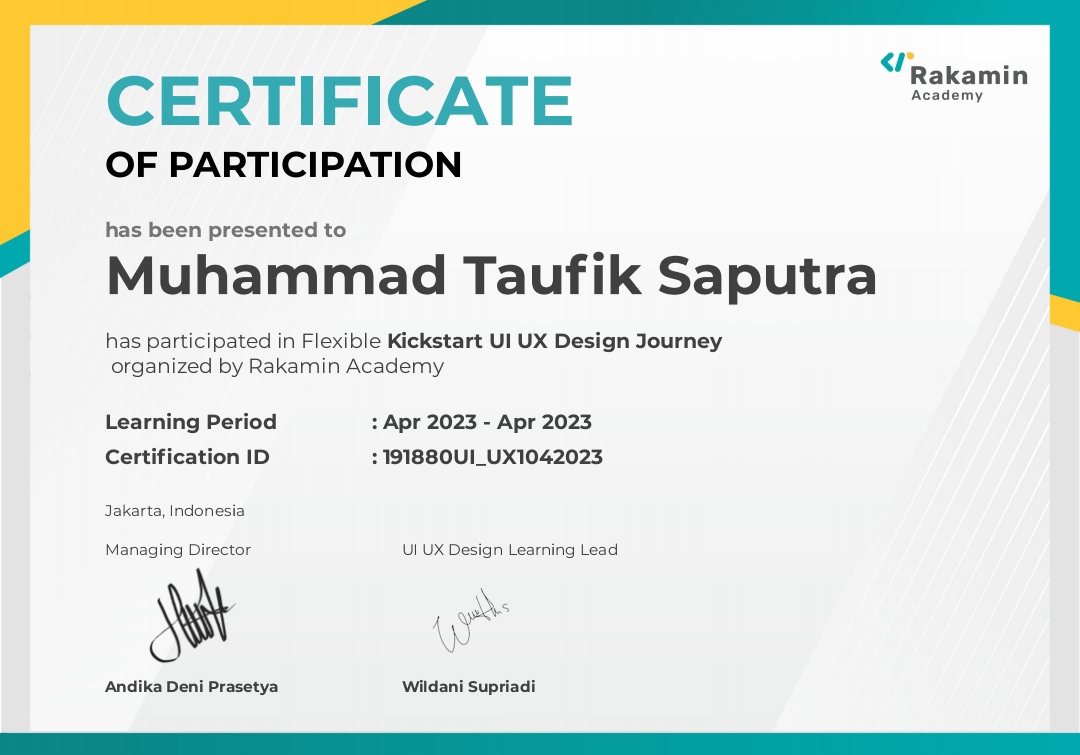 Rakamin
Academy
CERTIFICATE
OF PARTICIPATION
has been presented to
Muhammad Taufik Saputra
has participated in Flexible Kickstart UI UX Design Journey
organized by Rakamin Academy
Learning Period : Apr 2023 - Apr 2023
Certification ID : 191880UI_UX1042023
Jakarta, Indonesia
Managing Director UI UX Design Learning Lead
Andika Deni Prasetya Wildani Supriadi